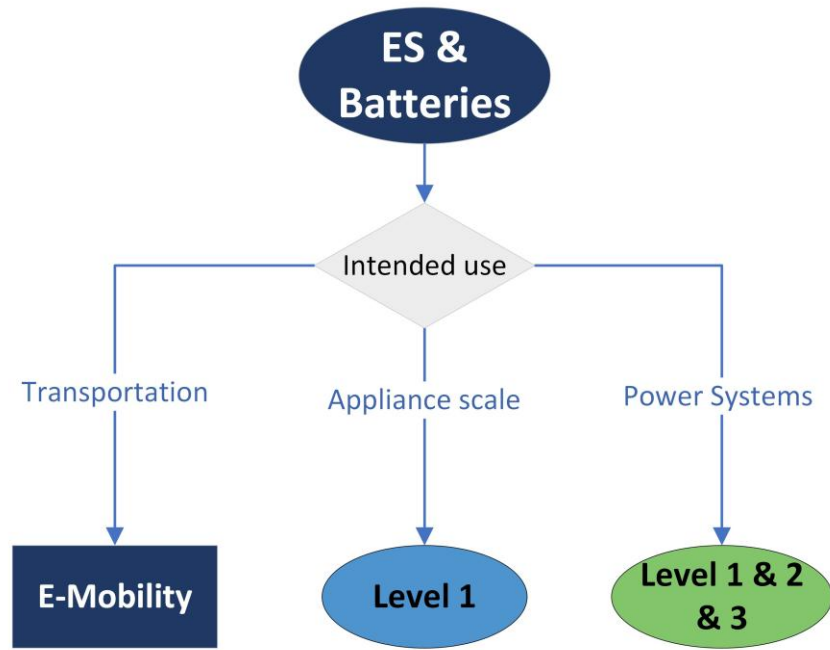 ES &
Batteries
Intended use
Transportation
Appliance scale
Power Systems
E-Mobility
Level 1
Level 1 & 2
& 3